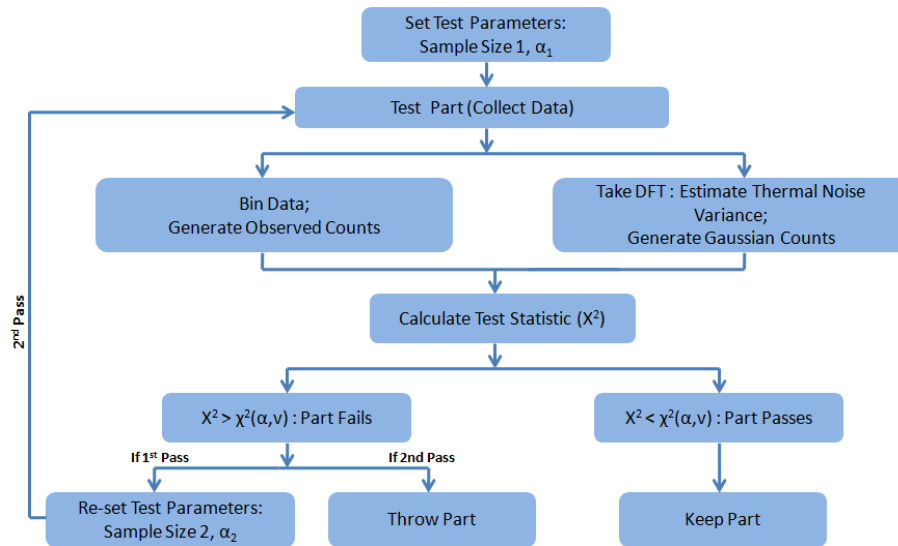 Set Test Parameters:
Sample Size 1, α₁
Test Part (Collect Data)
Bin Data;
Generate Observed Counts
Take DFT : Estimate Thermal Noise
Variance;
Generate Gaussian Counts
2ⁿᵈ Pass
Calculate Test Statistic (X²)
X² > χ²(α,ν) : Part Fails
X² < χ²(α,ν) : Part Passes
If 1ˢᵗ Pass
If 2nd Pass
Re-set Test Parameters:
Sample Size 2, α₂
Throw Part
Keep Part